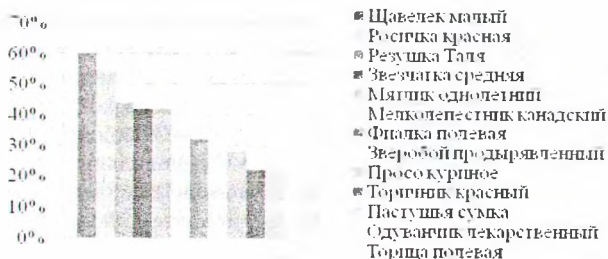 70%
60%
50%
40%
30%
20%
10%
0%
Щавелек малый
Росичка красная
Резушка Таля
Звездчатка средняя
Мятлик однолетний
Мелколепестник канадский
Фиалка полевая
Зверобой продырявленный
Просо куриное
Торичник красный
Пастушья сумка
Одуванчик лекарственный
Торица полевая